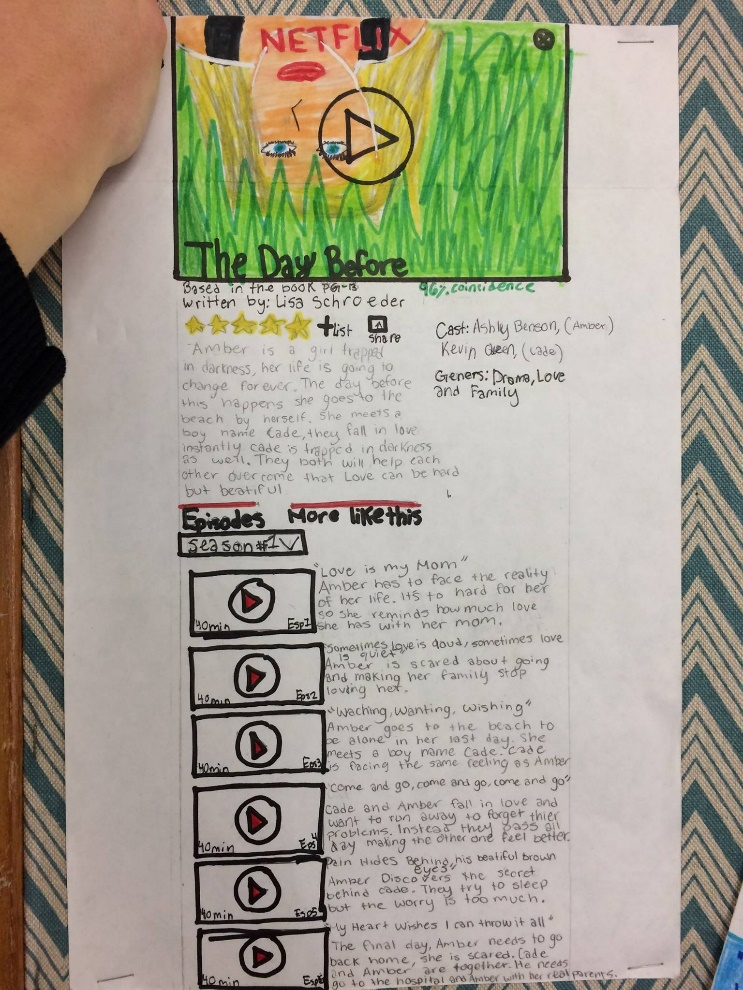 NETFLIX
The Day Before
Based in the book PG-13
96% coincidence
written by: Lisa Schroeder
+list
share
Cast: Ashley Benson, (Amber)
Kevin Queen, (Cade)
Geners: Drama, Love
and Family
"Amber is a girl trapped
in darkness, her life is going to
change forever. The day before
this happens she goes to the
beach by herself. She meets a
boy name Cade, they fall in love
instantly cade is trapped in darkness
as well. They both will help each
other overcome that Love can be hard
but beatiful
Episodes More like this
Season #1
"Love is my Mom"
Amber has to face the reality
of her life. Its to hard for her
so she reminds how much love
she has with her mom.
40min Esp1
"Sometimes love is loud, sometimes love
is quiet"
Amber is scared about going
and making her family stop
loving her.
40min Eps2
"Waching, Wanting, Wishing"
Amber goes to the beach to
be alone in her last day. She
meets a boy name Cade. Cade
is facing the same feeling as Amber
40min Eps3
"Come and go, come and go, come and go"
Cade and Amber fall in love and
want to run away to forget thier
problems. Instead they pass all
day making the other one feel better.
40min Eps4
Pain Hides Behind his beatiful brown
eyes"
Amber Discovers the secret
behind cade. They try to sleep
but the worry is too much.
40min Esp5
"My Heart Wishes I can throw it all"
The final day, Amber needs to go
back home, she is scared. Cade
and Amber are together. He needs
go to the hospital and Amber with her real parents.
40min